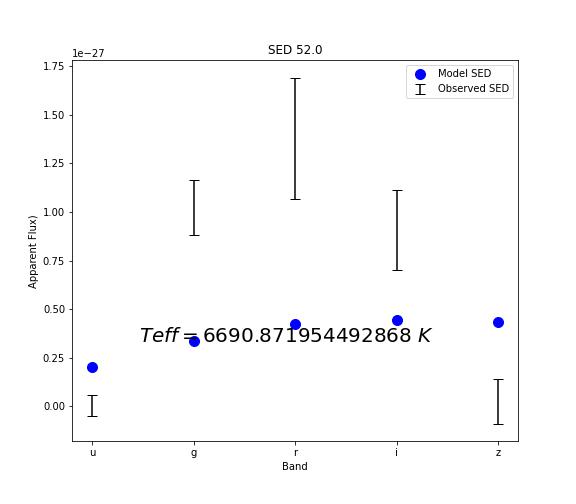 SED 52.0
1e−27
Model SED
Observed SED
1.75
1.50
1.25
1.00
0.75
0.50
0.25
0.00
Apparent Flux)
Teff = 6690.871954492868 K
u g r i z
Band